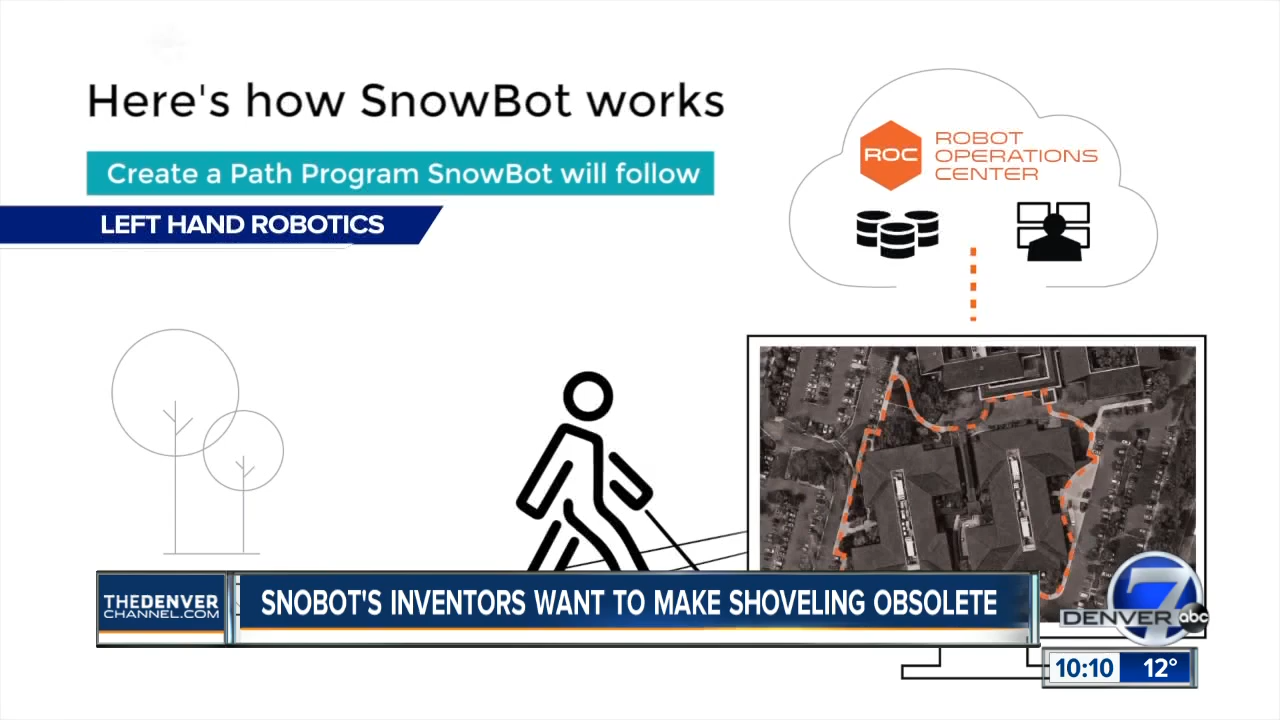 Here's how SnowBot works
Create a Path Program SnowBot will follow
LEFT HAND ROBOTICS
ROC
ROBOT
OPERATIONS
CENTER
THEDENVER
CHANNEL.COM
SNOBOT'S INVENTORS WANT TO MAKE SHOVELING OBSOLETE
7
DENVER
abc
10:10
12°